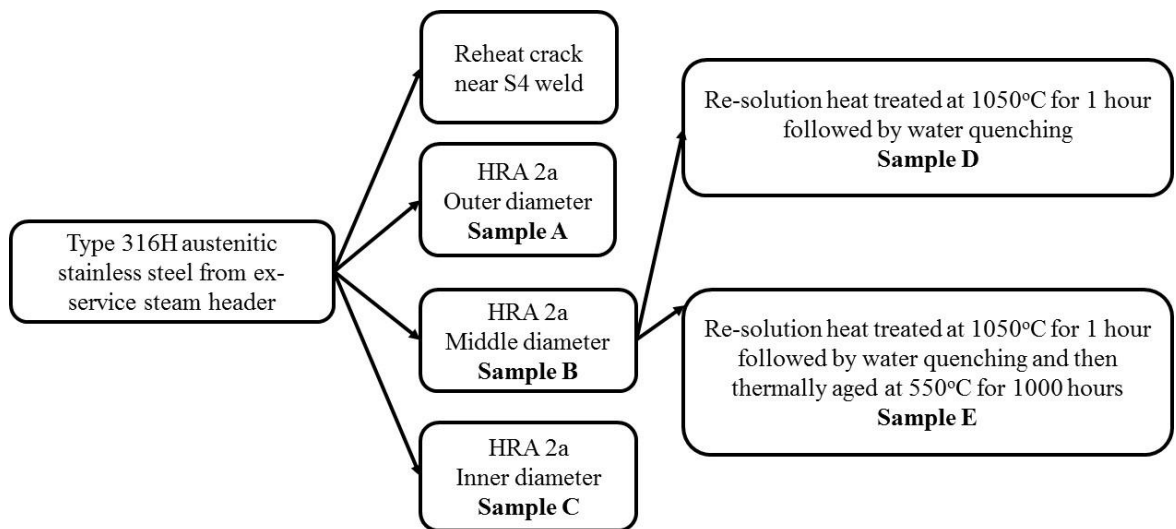 Type 316H austenitic
stainless steel from ex-
service steam header
Reheat crack
near S4 weld
HRA 2a
Outer diameter
Sample A
HRA 2a
Middle diameter
Sample B
HRA 2a
Inner diameter
Sample C
Re-solution heat treated at 1050°C for 1 hour
followed by water quenching
Sample D
Re-solution heat treated at 1050°C for 1 hour
followed by water quenching and then
thermally aged at 550°C for 1000 hours
Sample E